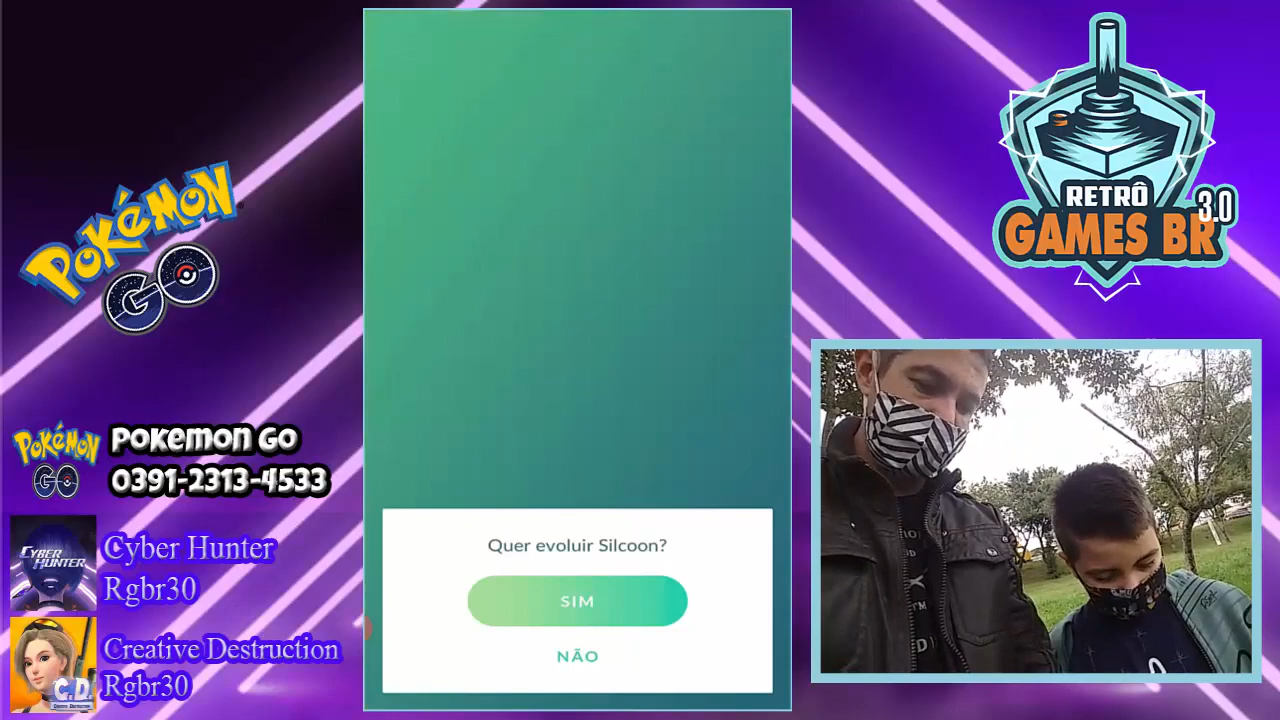 POKÉMON
GO
POKÉMON
GO
POKEMON GO
0391-2313-4533
CYBER
HUNTER
Cyber Hunter
Rgbr30
C.D.
Creative Destruction
Rgbr30
Quer evoluir Silcoon?
SIM
NÃO
RETRÔ
3.0
GAMES BR